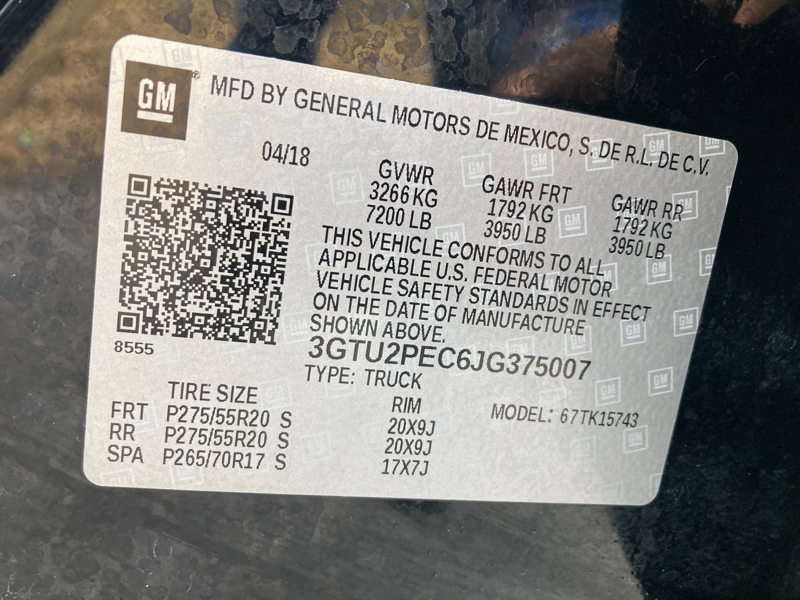 GM
MFD BY GENERAL MOTORS DE MEXICO, S. DE R.L. DE C.V.
04/18
GVWR GAWR FRT GAWR RR
3266 KG 1792 KG 1792 KG
7200 LB 3950 LB 3950 LB
THIS VEHICLE CONFORMS TO ALL
APPLICABLE U.S. FEDERAL MOTOR
VEHICLE SAFETY STANDARDS IN EFFECT
ON THE DATE OF MANUFACTURE
SHOWN ABOVE.
8555
3GTU2PEC6JG375007
TYPE: TRUCK
TIRE SIZE RIM MODEL: 67TK15743
FRT P275/55R20 S 20X9J
RR P275/55R20 S 20X9J
SPA P265/70R17 S 17X7J